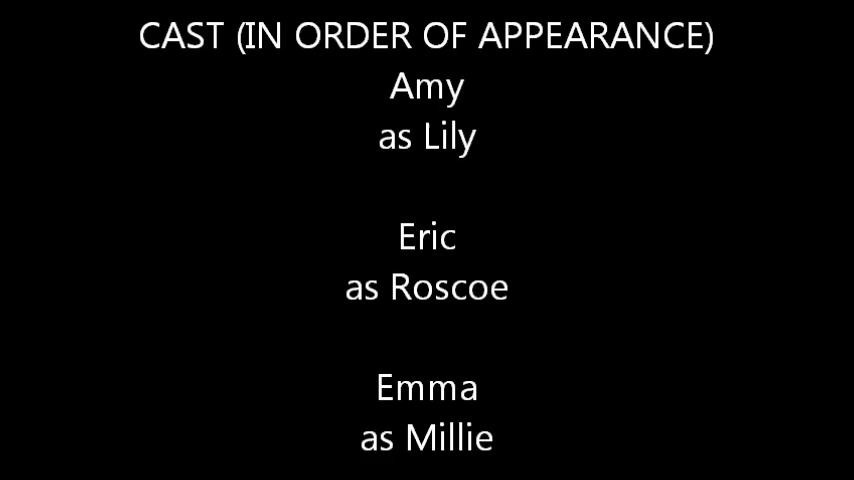 CAST (IN ORDER OF APPEARANCE)
Amy
as Lily
Eric
as Roscoe
Emma
as Millie